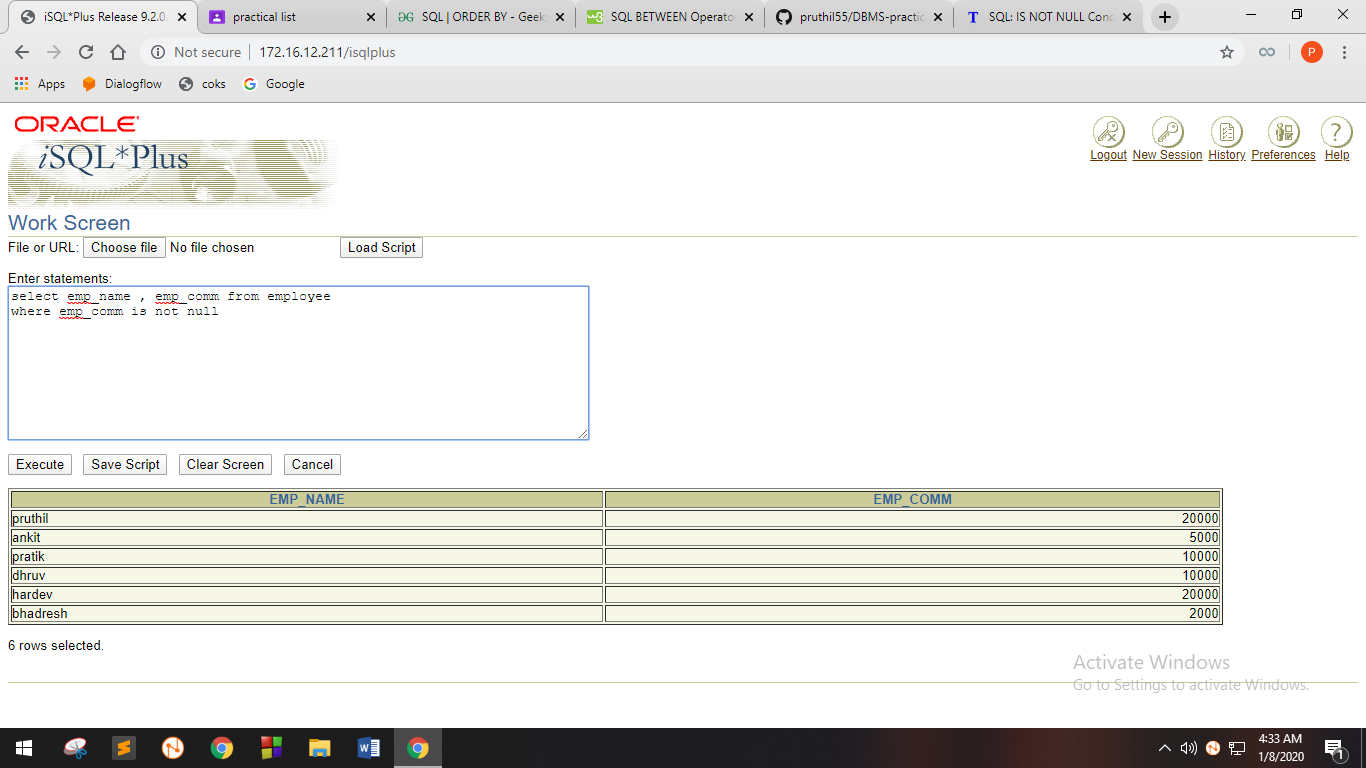 iSQL*Plus Release 9.2.0.
practical list
SQL | ORDER BY - Geek
SQL BETWEEN Operato
pruthil55/DBMS-practic
SQL: IS NOT NULL Conc
Not secure | 172.16.12.211/isqlplus
P
Apps Dialogflow coks Google
ORACLE
iSQL*Plus
Logout New Session History Preferences Help
Work Screen
File or URL: Choose file No file chosen Load Script
Enter statements:
select emp_name , emp_comm from employee
where emp_comm is not null
Execute Save Script Clear Screen Cancel
EMP_NAME EMP_COMM
pruthil 20000
ankit 5000
pratik 10000
dhruv 10000
hardev 20000
bhadresh 2000
6 rows selected.
Activate Windows
Go to Settings to activate Windows.
4:33 AM
1/8/2020
1